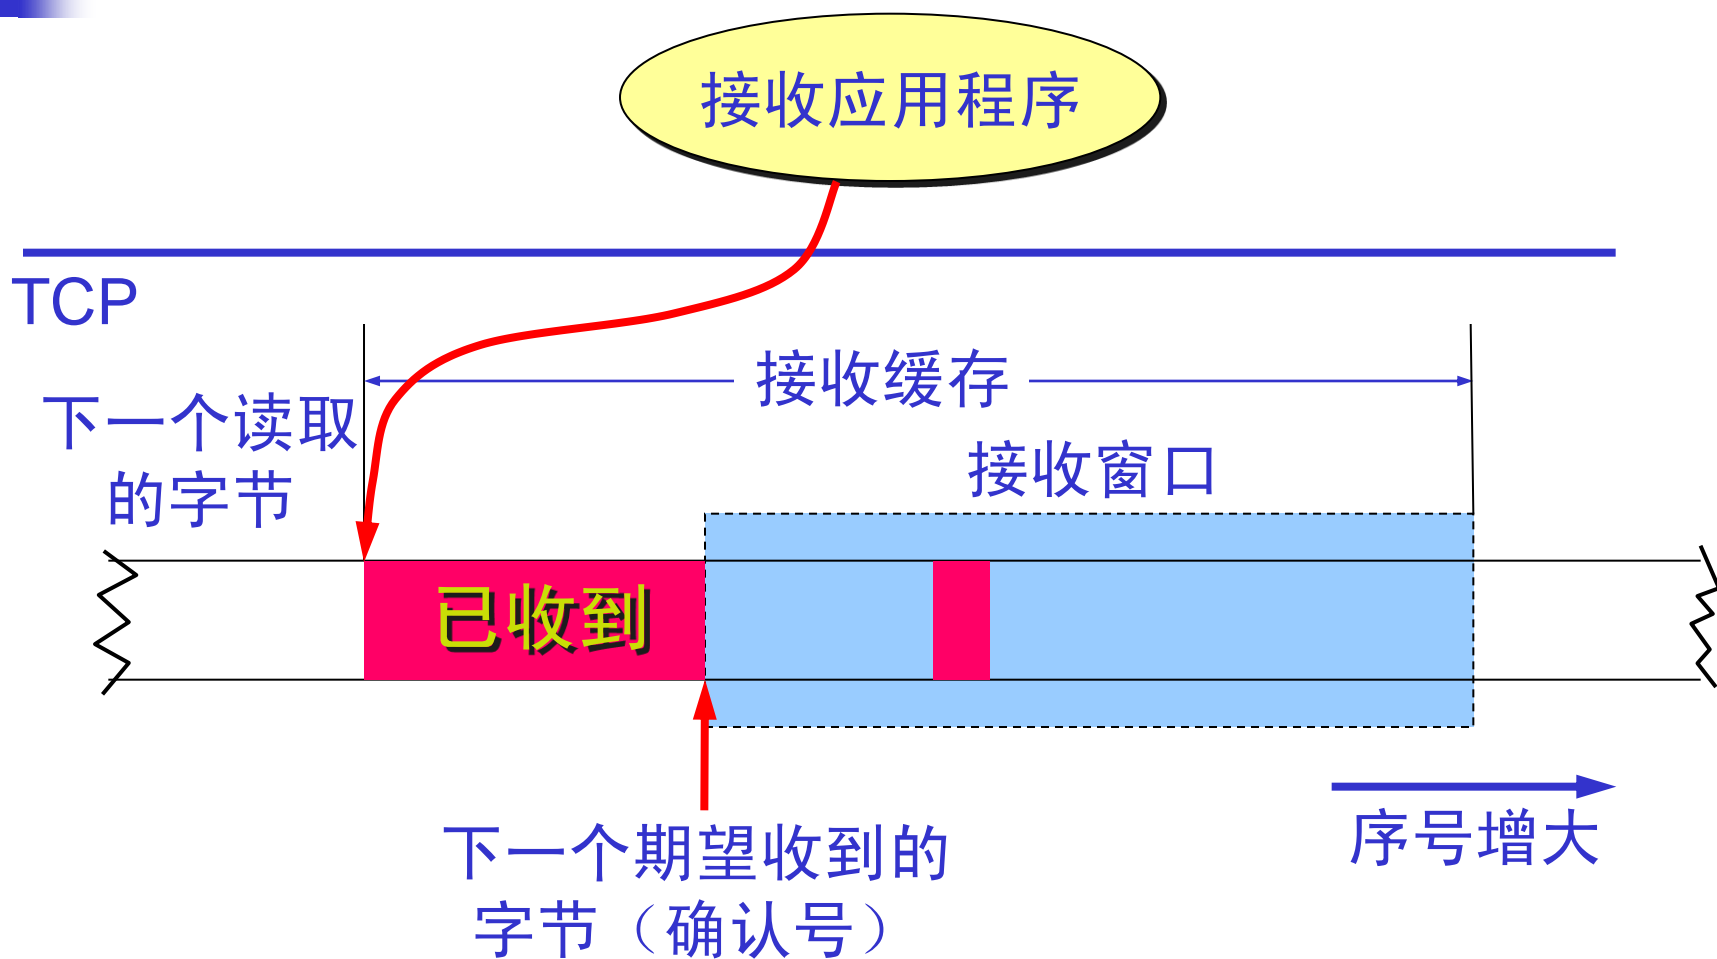 接收应用程序
TCP
接收缓存
下一个读取
的字节
接收窗口
已收到
下一个期望收到的
字节（确认号）
序号增大